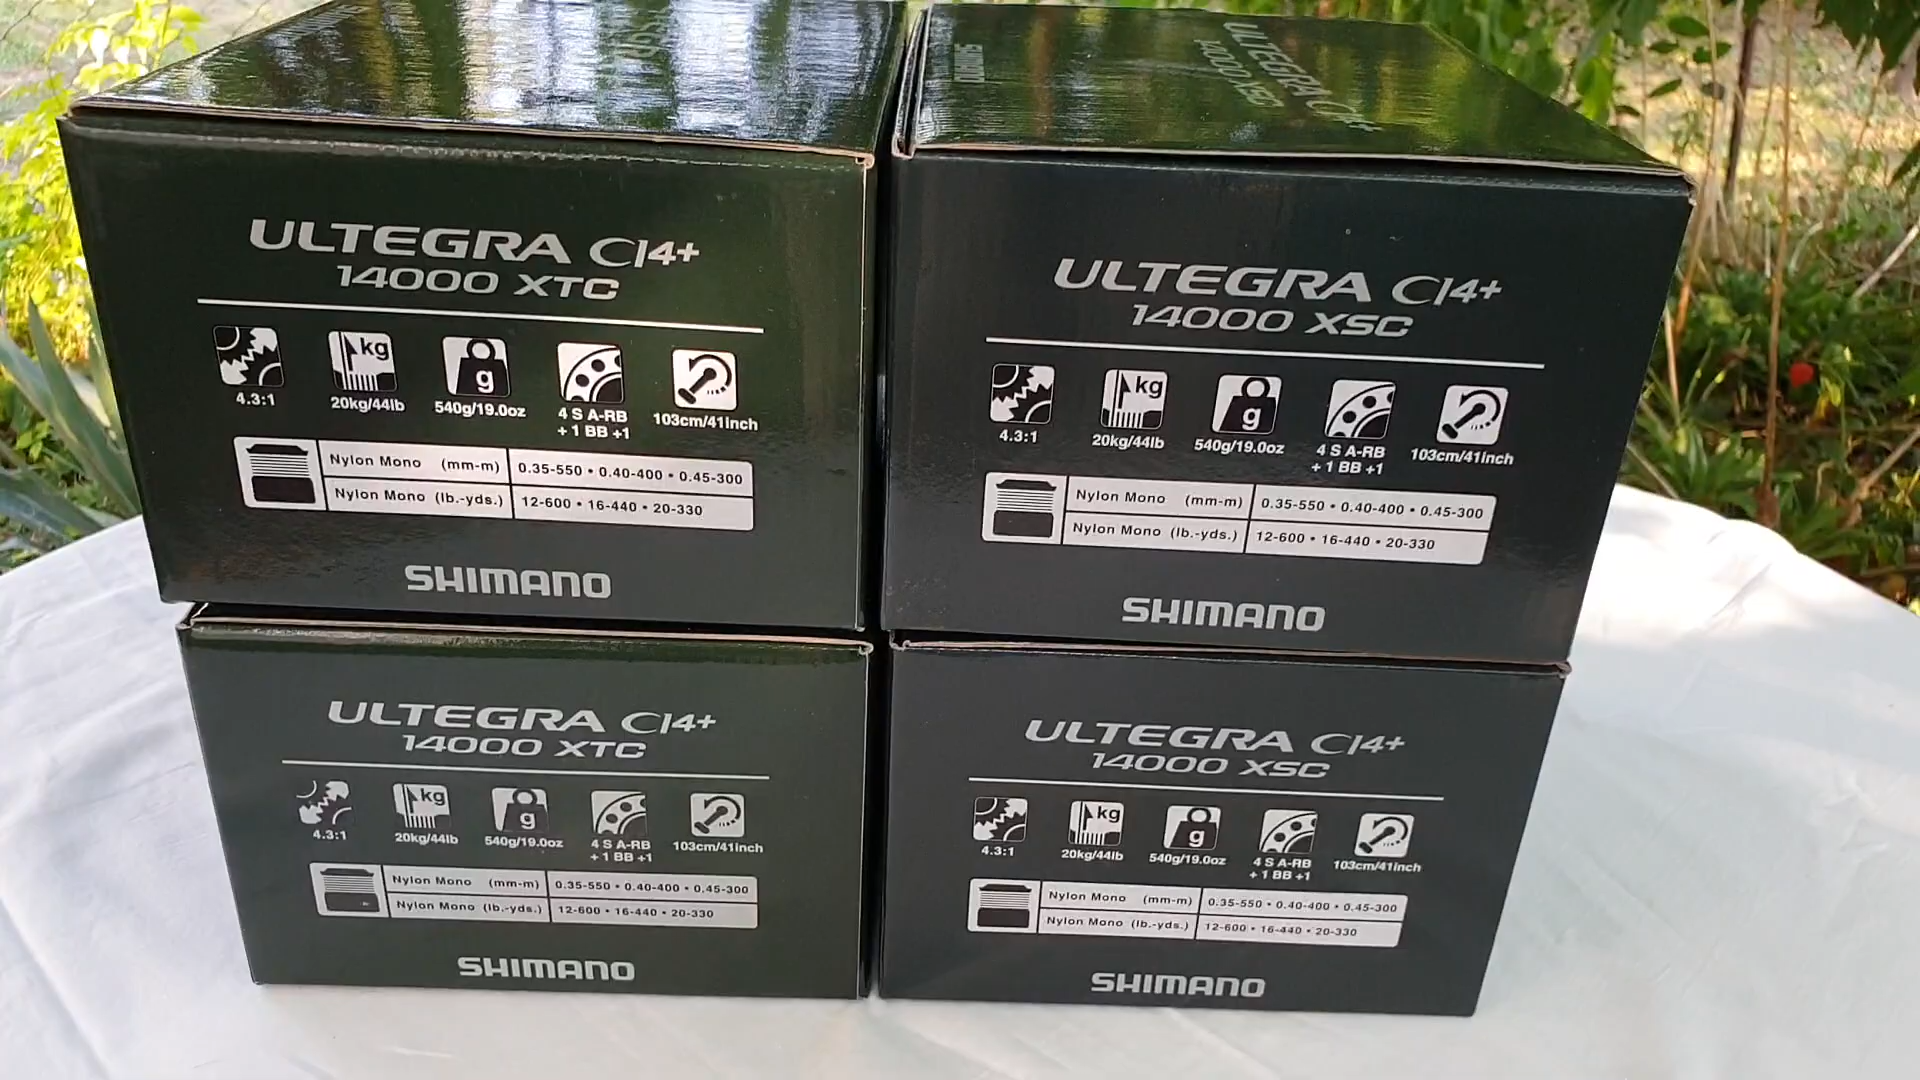 SHIMANO
ULTEGRA CI4+
14000 XSC
ULTEGRA CI4+
14000 XTC
4.3:1
kg
20kg/44lb
g
540g/19.0oz
4 S A-RB
+ 1 BB +1
103cm/41inch
Nylon Mono (mm-m) 0.35-550 • 0.40-400 • 0.45-300
Nylon Mono (lb.-yds.) 12-600 • 16-440 • 20-330
SHIMANO
ULTEGRA CI4+
14000 XSC
4.3:1
kg
20kg/44lb
g
540g/19.0oz
4 S A-RB
+ 1 BB +1
103cm/41inch
Nylon Mono (mm-m) 0.35-550 • 0.40-400 • 0.45-300
Nylon Mono (lb.-yds.) 12-600 • 16-440 • 20-330
SHIMANO
ULTEGRA CI4+
14000 XTC
4.3:1
kg
20kg/44lb
g
540g/19.0oz
4 S A-RB
+ 1 BB +1
103cm/41inch
Nylon Mono (mm-m) 0.35-550 • 0.40-400 • 0.45-300
Nylon Mono (lb.-yds.) 12-600 • 16-440 • 20-330
SHIMANO
ULTEGRA CI4+
14000 XSC
4.3:1
kg
20kg/44lb
g
540g/19.0oz
4 S A-RB
+ 1 BB +1
103cm/41inch
Nylon Mono (mm-m) 0.35-550 • 0.40-400 • 0.45-300
Nylon Mono (lb.-yds.) 12-600 • 16-440 • 20-330
SHIMANO